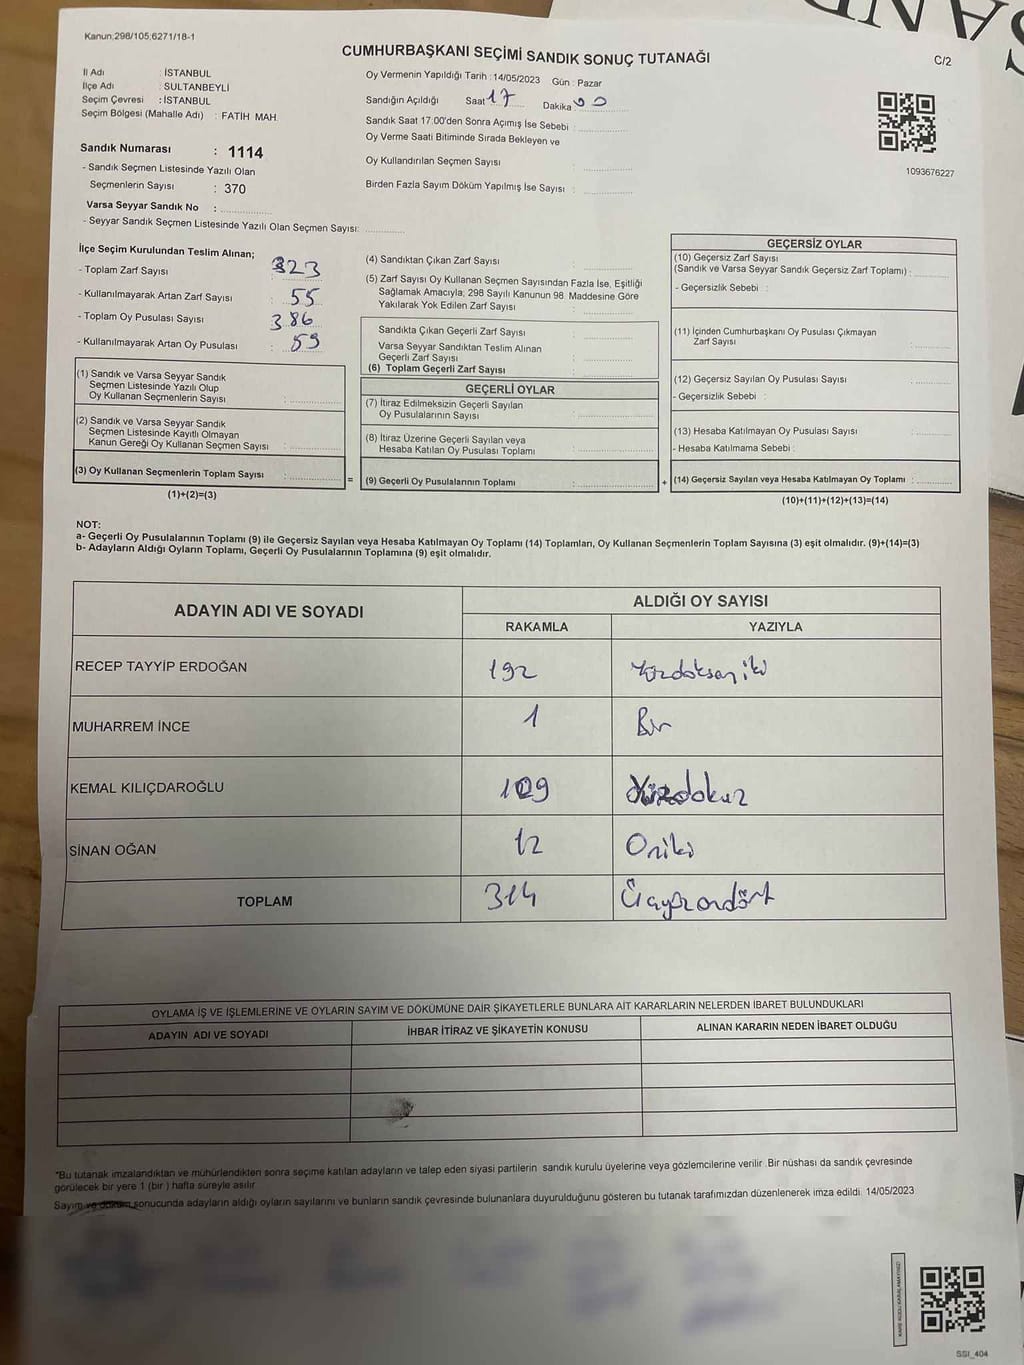 SAND
Kanun;298/105;6271/18-1
CUMHURBAŞKANI SEÇİMİ SANDIK SONUÇ TUTANAĞI
C/2
İl Adı : İSTANBUL
İlçe Adı : SULTANBEYLİ
Seçim Çevresi : İSTANBUL
Seçim Bölgesi (Mahalle Adı) : FATİH MAH.
Oy Vermenin Yapıldığı Tarih : 14/05/2023 Gün : Pazar
Sandığın Açıldığı Saat 17 Dakika 00
Sandık Saat 17:00'den Sonra Açımış İse Sebebi :
Oy Verme Saati Bitiminde Sırada Bekleyen ve
Oy Kullandırılan Seçmen Sayısı :
Birden Fazla Sayım Döküm Yapılmış İse Sayısı :
1093676227
Sandık Numarası : 1114
- Sandık Seçmen Listesinde Yazılı Olan
Seçmenlerin Sayısı : 370
Varsa Seyyar Sandık No :
- Seyyar Sandık Seçmen Listesinde Yazılı Olan Seçmen Sayısı:
İlçe Seçim Kurulundan Teslim Alınan;
- Toplam Zarf Sayısı : 323
- Kullanılmayarak Artan Zarf Sayısı : 55
- Toplam Oy Pusulası Sayısı : 386
- Kullanılmayarak Artan Oy Pusulası : 59
(1) Sandık ve Varsa Seyyar Sandık
Seçmen Listesinde Yazılı Olup
Oy Kullanan Seçmenlerin Sayısı :
(2) Sandık ve Varsa Seyyar Sandık
Seçmen Listesinde Kayıtlı Olmayan
Kanun Gereği Oy Kullanan Seçmen Sayısı :
(3) Oy Kullanan Seçmenlerin Toplam Sayısı :
(1)+(2)=(3)
=
(4) Sandıktan Çıkan Zarf Sayısı :
(5) Zarf Sayısı Oy Kullanan Seçmen Sayısından Fazla İse, Eşitliği
Sağlamak Amacıyla, 298 Sayılı Kanunun 98. Maddesine Göre
Yakılarak Yok Edilen Zarf Sayısı :
Sandıkta Çıkan Geçerli Zarf Sayısı :
Varsa Seyyar Sandıktan Teslim Alınan
Geçerli Zarf Sayısı :
(6) Toplam Geçerli Zarf Sayısı :
GEÇERLİ OYLAR
(7) İtiraz Edilmeksizin Geçerli Sayılan
Oy Pusulalarının Sayısı :
(8) İtiraz Üzerine Geçerli Sayılan veya
Hesaba Katılan Oy Pusulası Toplamı :
(9) Geçerli Oy Pusulalarının Toplamı :
+
GEÇERSİZ OYLAR
(10) Geçersiz Zarf Sayısı
(Sandık ve Varsa Seyyar Sandık Geçersiz Zarf Toplamı) :
- Geçersizlik Sebebi :
(11) İçinden Cumhurbaşkanı Oy Pusulası Çıkmayan
Zarf Sayısı :
(12) Geçersiz Sayılan Oy Pusulası Sayısı :
- Geçersizlik Sebebi :
(13) Hesaba Katılmayan Oy Pusulası Sayısı :
- Hesaba Katılmama Sebebi :
(14) Geçersiz Sayılan veya Hesaba Katılmayan Oy Toplamı :
(10)+(11)+(12)+(13)=(14)
NOT:
a- Geçerli Oy Pusulalarının Toplamı (9) ile Geçersiz Sayılan veya Hesaba Katılmayan Oy Toplamı (14) Toplamları, Oy Kullanan Seçmenlerin Toplam Sayısına (3) eşit olmalıdır. (9)+(14)=(3)
b- Adayların Aldığı Oyların Toplamı, Geçerli Oy Pusulalarının Toplamına (9) eşit olmalıdır.
ADAYIN ADI VE SOYADI
ALDIĞI OY SAYISI
RAKAMLA YAZIYLA
RECEP TAYYİP ERDOĞAN 192 Yüzdoksaniki
MUHARREM İNCE 1 Bir
KEMAL KILIÇDAROĞLU 109 Yüzdokuz
SİNAN OĞAN 12 Oniki
TOPLAM 314 Üçyüzondört
OYLAMA İŞ VE İŞLEMLERİNE VE OYLARIN SAYIM VE DÖKÜMÜNE DAİR ŞİKAYETLERLE BUNLARA AİT KARARLARIN NELERDEN İBARET BULUNDUKLARI
ADAYIN ADI VE SOYADI İHBAR İTİRAZ VE ŞİKAYETİN KONUSU ALINAN KARARIN NEDEN İBARET OLDUĞU
"Bu tutanak imzalandıktan ve mühürlendikten sonra seçime katılan adayların ve talep eden siyasi partilerin sandık kurulu üyelerine veya gözlemcilerine verilir .Bir nüshası da sandık çevresinde
görülecek bir yere 1 (bir ) hafta süreyle asılır
Sayım ve döküm sonucunda adayların aldığı oyların sayılarını ve bunların sandık çevresinde bulunanlara duyurulduğunu gösteren bu tutanak tarafımızdan düzenlenerek imza edildi. 14/05/2023
KARE KODU KARALAMAYINIZ!
SSI_404